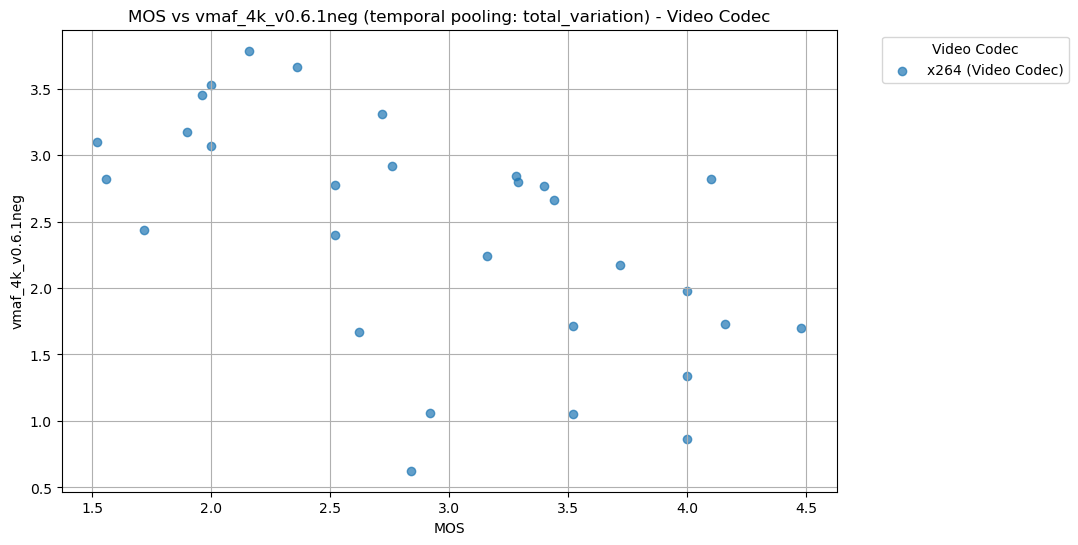 MOS vs vmaf_4k_v0.6.1neg (temporal pooling: total_variation) - Video Codec
Video Codec
x264 (Video Codec)
vmaf_4k_v0.6.1neg
3.5
3.0
2.5
2.0
1.5
1.0
0.5
1.5 2.0 2.5 3.0 3.5 4.0 4.5
MOS